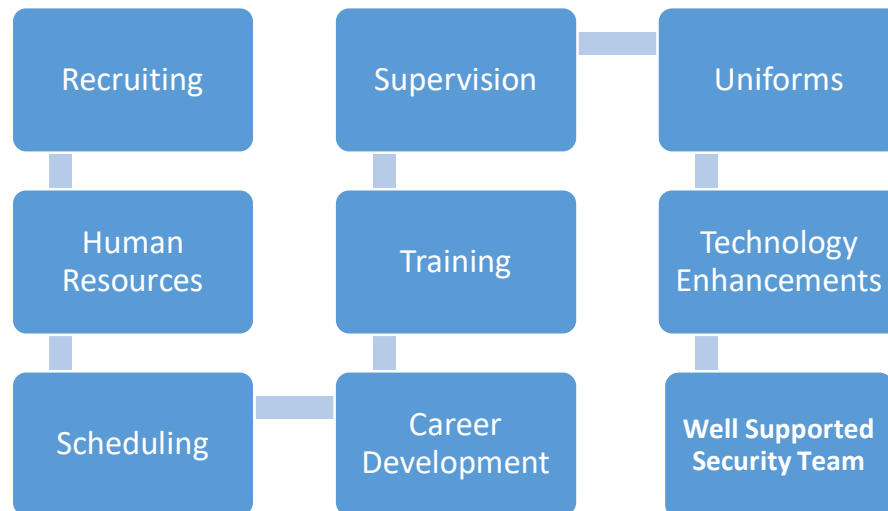 Recruiting
Human
Resources
Scheduling
Career
Development
Training
Supervision
Uniforms
Technology
Enhancements
Well Supported
Security Team